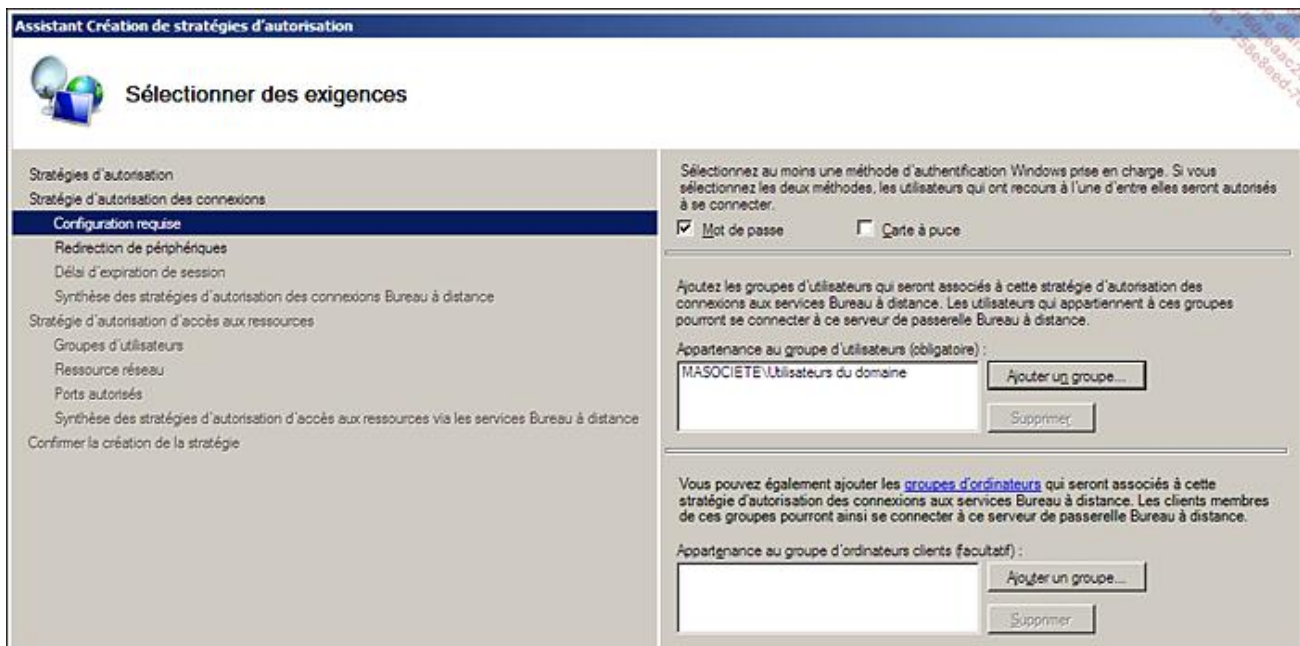 Assistant Création de stratégies d'autorisation
Sélectionner des exigences
Stratégies d'autorisation
Stratégie d'autorisation des connexions
Configuration requise
Redirection de périphériques
Délai d'expiration de session
Synthèse des stratégies d'autorisation des connexions Bureau à distance
Stratégie d'autorisation d'accès aux ressources
Groupes d'utilisateurs
Ressource réseau
Ports autorisés
Synthèse des stratégies d'autorisation d'accès aux ressources via les services Bureau à distance
Confirmer la création de la stratégie
Sélectionnez au moins une méthode d'authentification Windows prise en charge. Si vous
sélectionnez les deux méthodes, les utilisateurs qui ont recours à l'une d'entre elles seront autorisés
à se connecter.
Mot de passe
Carte à puce
Ajoutez les groupes d'utilisateurs qui seront associés à cette stratégie d'autorisation des
connexions aux services Bureau à distance. Les utilisateurs qui appartiennent à ces groupes
pourront se connecter à ce serveur de passerelle Bureau à distance.
Appartenance au groupe d'utilisateurs (obligatoire) :
MASOCIETE\Utilisateurs du domaine
Ajouter un groupe...
Supprimer
Vous pouvez également ajouter les groupes d'ordinateurs qui seront associés à cette
stratégie d'autorisation des connexions aux services Bureau à distance. Les clients membres
de ces groupes pourront ainsi se connecter à ce serveur de passerelle Bureau à distance.
Appartenance au groupe d'ordinateurs clients (facultatif) :
Ajouter un groupe...
Supprimer